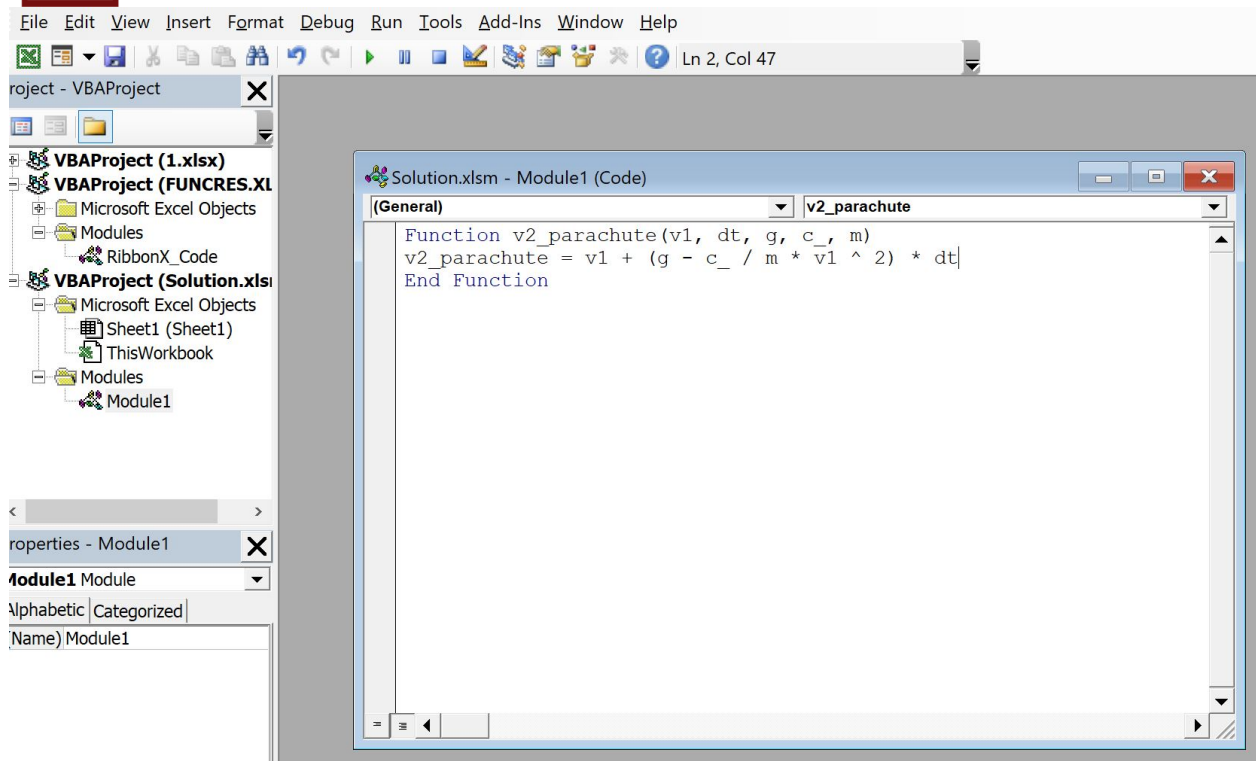 File Edit View Insert Format Debug Run Tools Add-Ins Window Help
Ln 2, Col 47
roject - VBAProject
VBAProject (1.xlsx)
VBAProject (FUNCRES.XL
Microsoft Excel Objects
Modules
RibbonX_Code
VBAProject (Solution.xls
Microsoft Excel Objects
Sheet1 (Sheet1)
ThisWorkbook
Modules
Module1
roperties - Module1
Module1 Module
Alphabetic Categorized
(Name) Module1
Solution.xlsm - Module1 (Code)
(General) v2_parachute
Function v2_parachute(v1, dt, g, c_, m)
v2_parachute = v1 + (g - c_ / m * v1 ^ 2) * dt
End Function